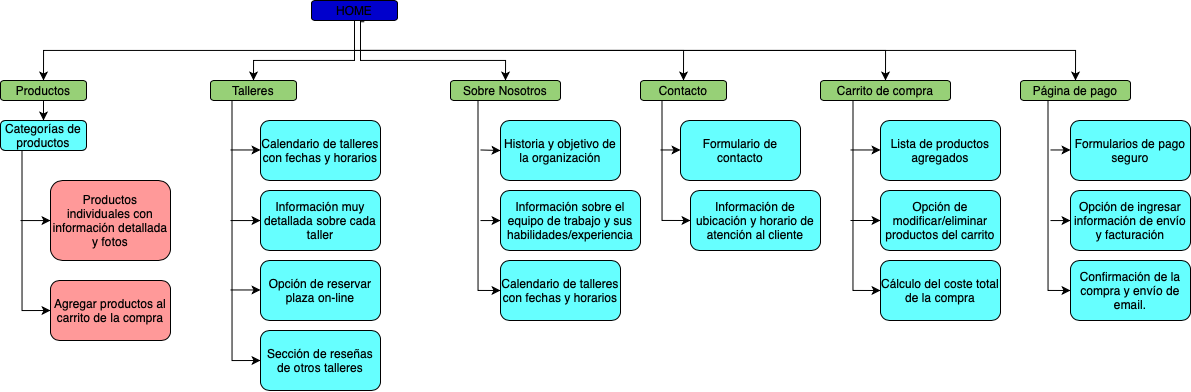 HOME
Productos
Talleres
Sobre Nosotros
Contacto
Carrito de compra
Página de pago
Categorías de
productos
Productos
individuales con
información detallada
y fotos
Agregar productos al
carrito de la compra
Calendario de talleres
con fechas y horarios
Información muy
detallada sobre cada
taller
Opción de reservar
plaza on-line
Sección de reseñas
de otros talleres
Historia y objetivo de
la organización
Información sobre el
equipo de trabajo y sus
habilidades/experiencia
Calendario de talleres
con fechas y horarios
Formulario de
contacto
Información de
ubicación y horario de
atención al cliente
Lista de productos
agregados
Opción de
modificar/eliminar
productos del carrito
Cálculo del coste total
de la compra
Formularios de pago
seguro
Opción de ingresar
información de envío
y facturación
Confirmación de la
compra y envío de
email.